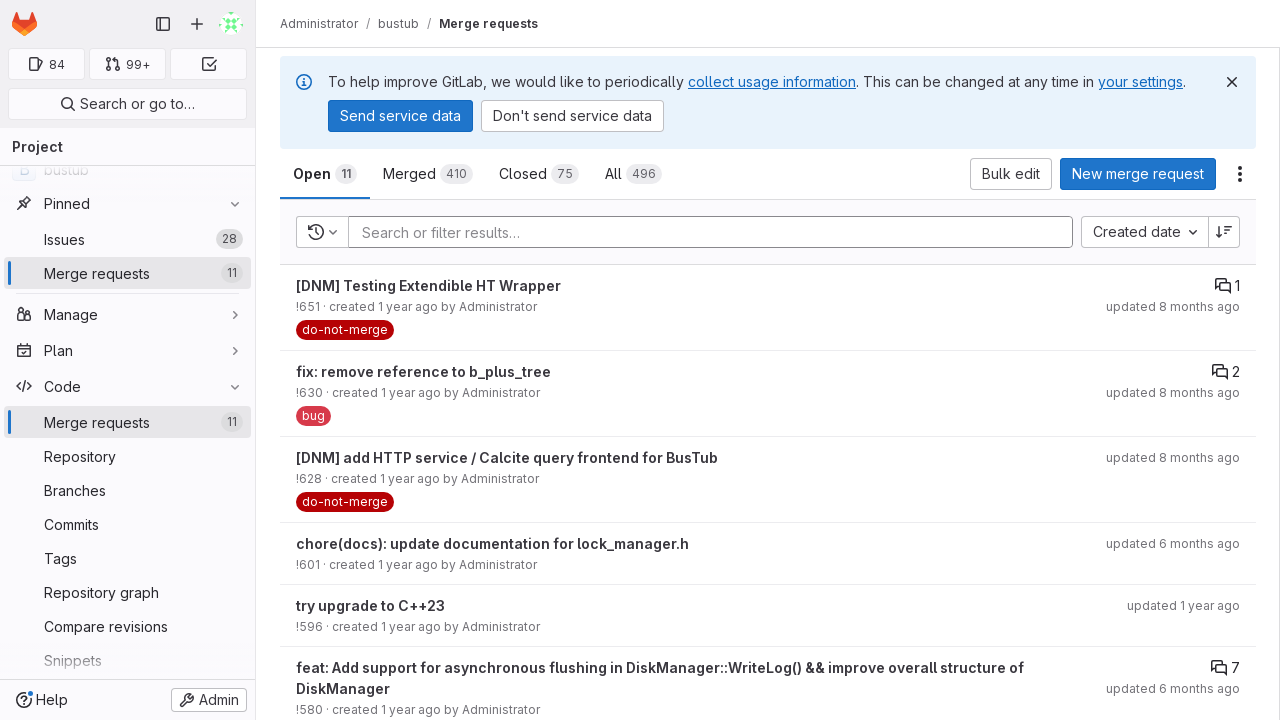 84
99+
Search or go to…
Project
B bustub
Pinned
Issues 28
Merge requests 11
Manage
Plan
Code
Merge requests 11
Repository
Branches
Commits
Tags
Repository graph
Compare revisions
Snippets
Help
Admin
Administrator / bustub / Merge requests
To help improve GitLab, we would like to periodically collect usage information. This can be changed at any time in your settings.
Send service data
Don't send service data
Open 11
Merged 410
Closed 75
All 496
Bulk edit
New merge request
Search or filter results…
Created date
[DNM] Testing Extendible HT Wrapper
1
!651 · created 1 year ago by Administrator
updated 8 months ago
do-not-merge
fix: remove reference to b_plus_tree
2
!630 · created 1 year ago by Administrator
updated 8 months ago
bug
[DNM] add HTTP service / Calcite query frontend for BusTub
updated 8 months ago
!628 · created 1 year ago by Administrator
do-not-merge
chore(docs): update documentation for lock_manager.h
updated 6 months ago
!601 · created 1 year ago by Administrator
try upgrade to C++23
updated 1 year ago
!596 · created 1 year ago by Administrator
feat: Add support for asynchronous flushing in DiskManager::WriteLog() && improve overall structure of
DiskManager
7
updated 6 months ago
!580 · created 1 year ago by Administrator